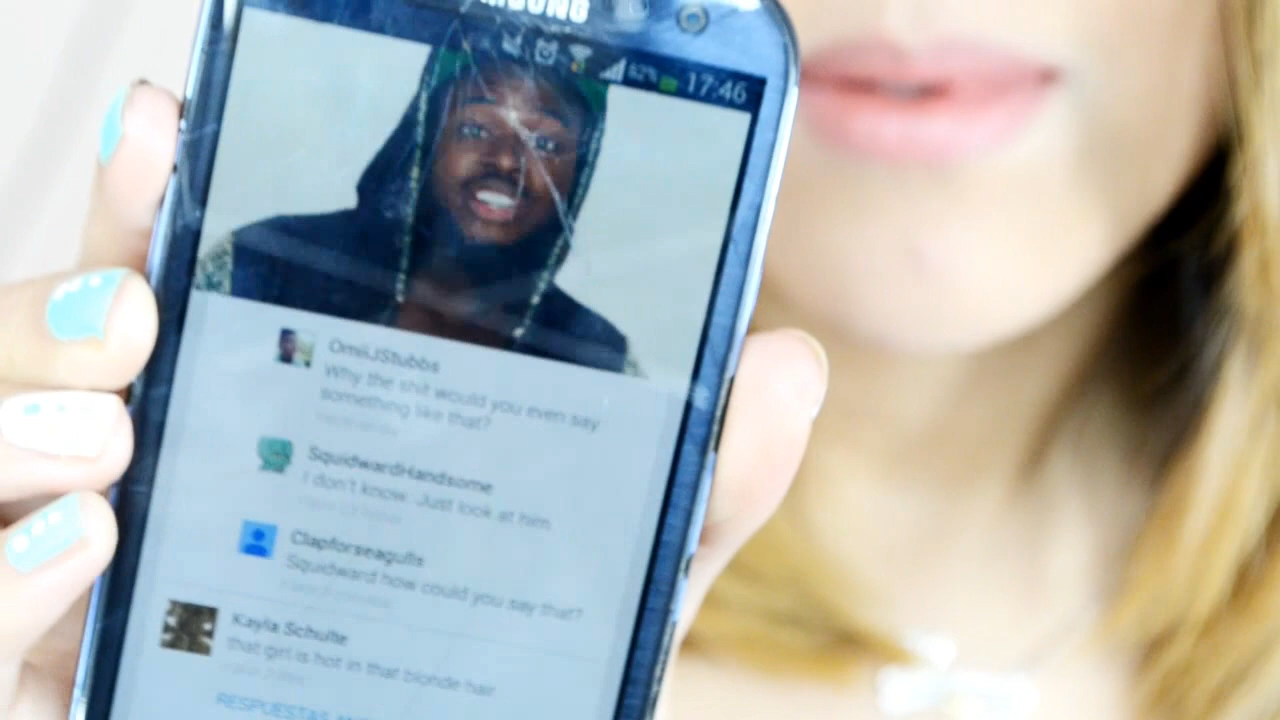 SAMSUNG
62% 17:46
OmiiJStubbs
Why the shit would you even say
something like that?
SquidwardHandsome
I don't know. Just look at him
Clapforseagulls
Squidward how could you say that?
Kayla Schulte
that girl is hot in that blonde hair
RESPUESTAS